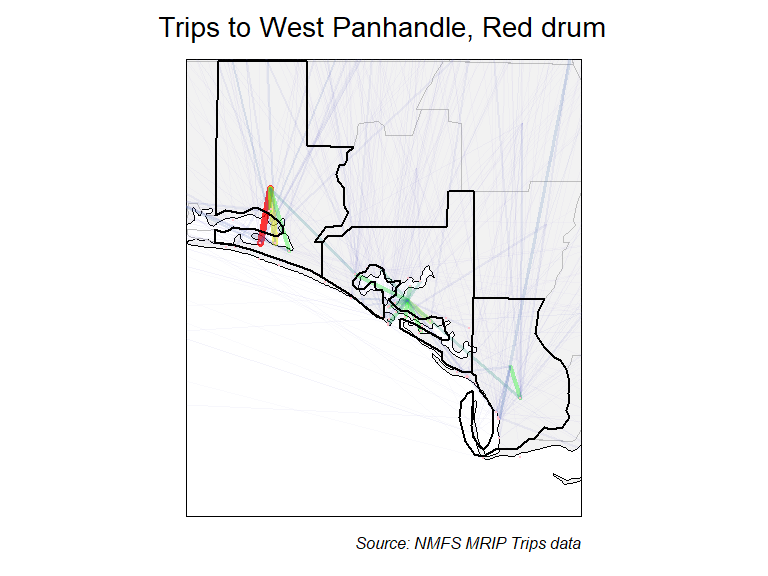 Trips to West Panhandle, Red drum
Source: NMFS MRIP Trips data